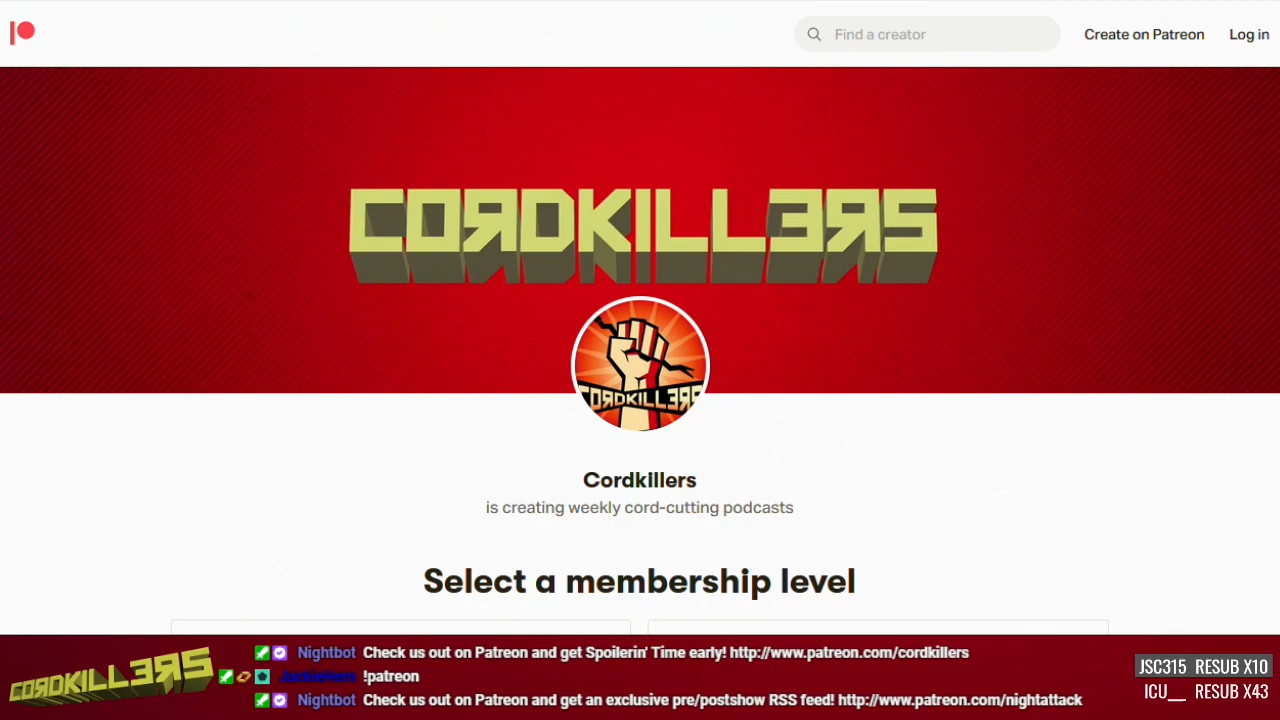 Find a creator
Create on Patreon
Log in
CORDKILLERS
CORDKILLERS
Cordkillers
is creating weekly cord-cutting podcasts
Select a membership level
CORDKILLERS
Nightbot Check us out on Patreon and get Spoilerin' Time early! http://www.patreon.com/cordkillers
!patreon
Nightbot Check us out on Patreon and get an exclusive pre/postshow RSS feed! http://www.patreon.com/nightattack
JSC315 RESUB X10
ICU__ RESUB X43